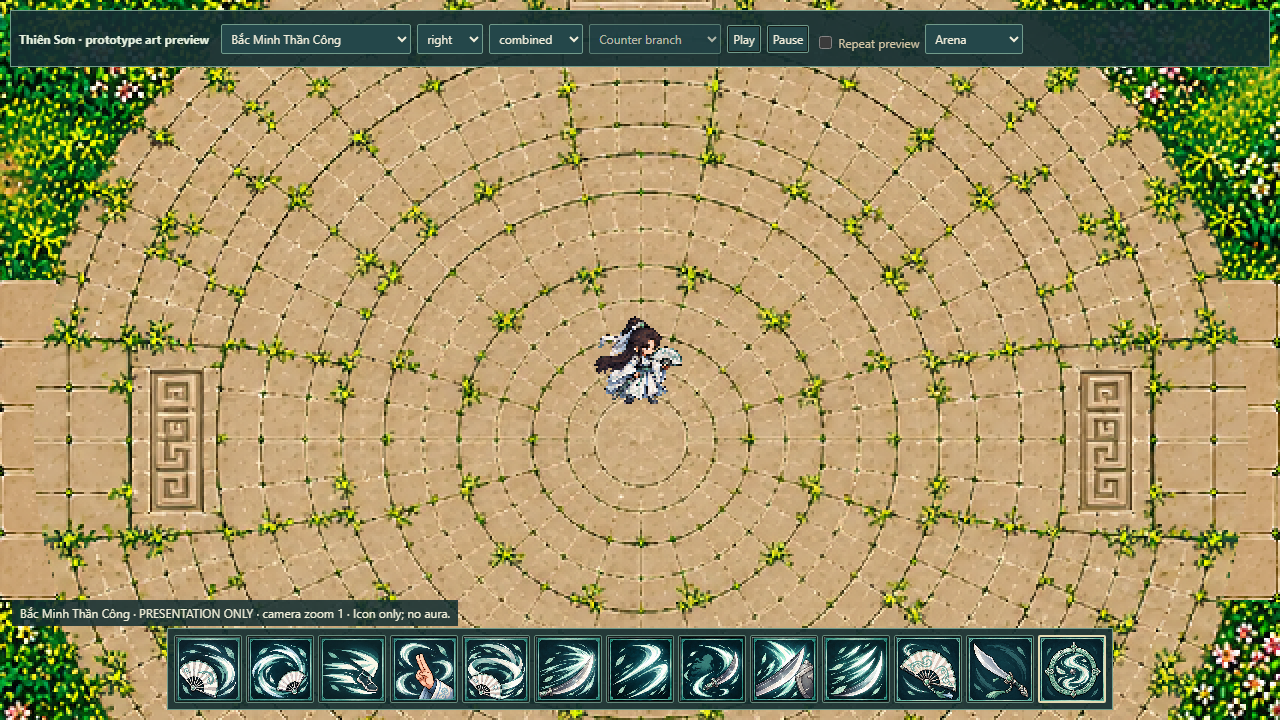 Thiên Sơn · prototype art preview
Bắc Minh Thần Công
right
combined
Counter branch
Play
Pause
Repeat preview
Arena
Bắc Minh Thần Công · PRESENTATION ONLY · camera zoom 1 · Icon only; no aura.